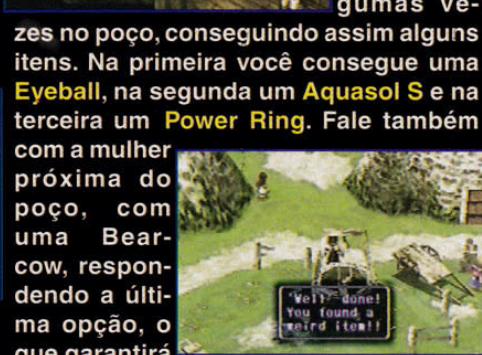 gumas ve-
zes no poço, conseguindo assim alguns
itens. Na primeira você consegue uma
Eyeball, na segunda um Aquasol S e na
terceira um Power Ring. Fale também
com a mulher
próxima do
poço, com
uma Bear-
cow, respon-
dendo a últi-
ma opção, o
que garantirá
Well done!
You found a
weird item!!